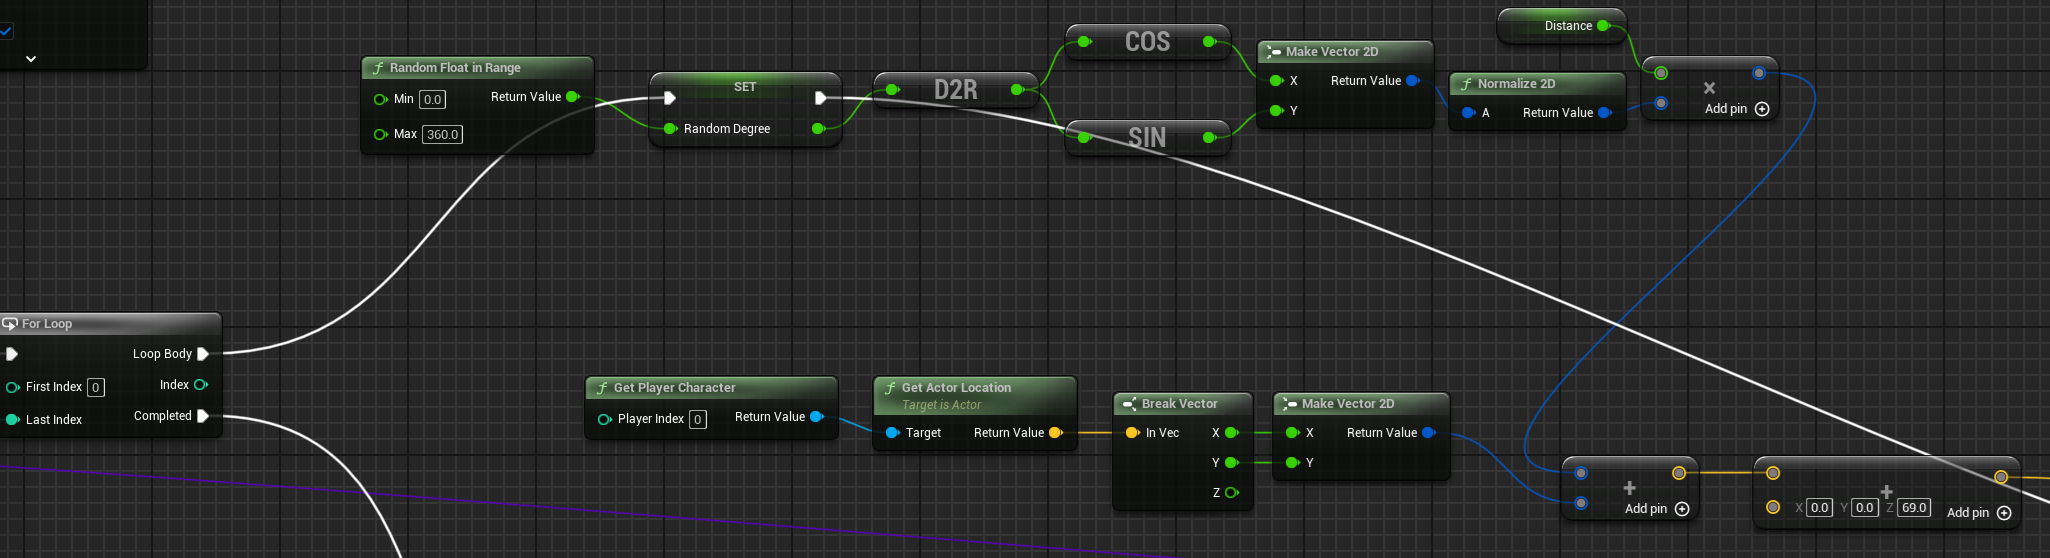 Distance
COS
Make Vector 2D
X
Return Value
Y
Random Float in Range
Min 0.0
Return Value
Max 360.0
SET
Random Degree
D2R
SIN
Normalize 2D
A
Return Value
×
Add pin
For Loop
Loop Body
First Index 0
Index
Last Index
Completed
Get Player Character
Player Index 0
Return Value
Get Actor Location
Target is Actor
Target
Return Value
Break Vector
In Vec
X
Y
Z
Make Vector 2D
X
Return Value
Y
+
Add pin
+
X 0.0 Y 0.0 Z 69.0
Add pin